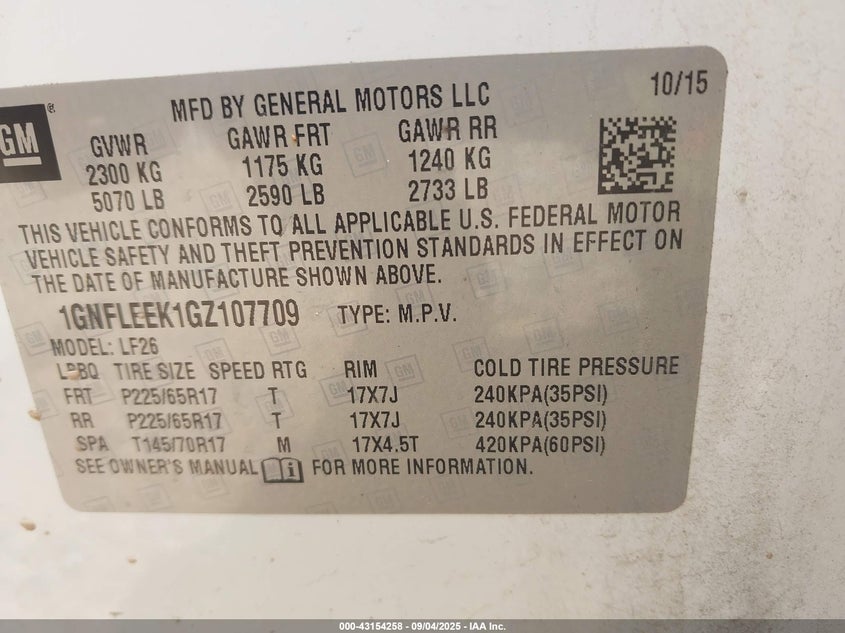 GM
MFD BY GENERAL MOTORS LLC
10/15
GVWR GAWR FRT GAWR RR
2300 KG 1175 KG 1240 KG
5070 LB 2590 LB 2733 LB
THIS VEHICLE CONFORMS TO ALL APPLICABLE U.S. FEDERAL MOTOR
VEHICLE SAFETY AND THEFT PREVENTION STANDARDS IN EFFECT ON
THE DATE OF MANUFACTURE SHOWN ABOVE.
1GNFLEEK1GZ107709 TYPE: M.P.V.
MODEL: LF26
TIRE SIZE SPEED RTG RIM COLD TIRE PRESSURE
FRT P225/65R17 T 17X7J 240KPA(35PSI)
RR P225/65R17 T 17X7J 240KPA(35PSI)
SPA T145/70R17 M 17X4.5T 420KPA(60PSI)
SEE OWNER'S MANUAL FOR MORE INFORMATION.
000-43154258 - 09/04/2025 - IAA Inc.